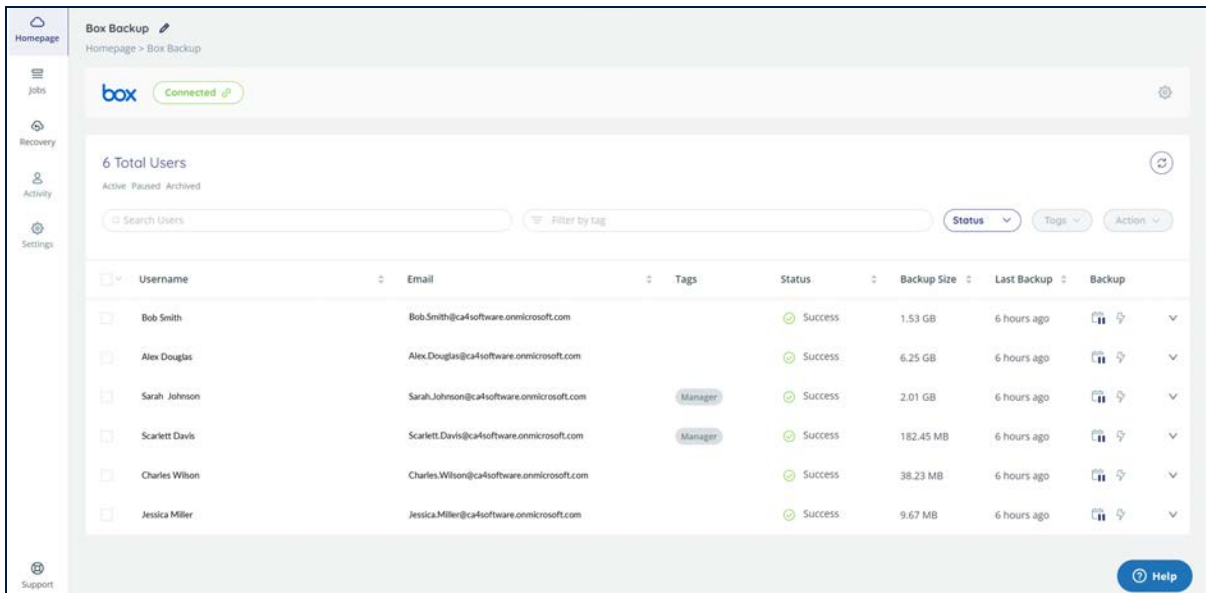 Homepage
Jobs
Recovery
Activity
Settings
Support
Box Backup
Homepage > Box Backup
box Connected
6 Total Users
Active Paused Archived
Search Users Filter by tag Status Tags Action
Username Email Tags Status Backup Size Last Backup Backup
Bob Smith Bob.Smith@ca4software.onmicrosoft.com Success 1.53 GB 6 hours ago
Alex Douglas Alex.Douglas@ca4software.onmicrosoft.com Success 6.25 GB 6 hours ago
Sarah Johnson Sarah.Johnson@ca4software.onmicrosoft.com Manager Success 2.01 GB 6 hours ago
Scarlett Davis Scarlett.Davis@ca4software.onmicrosoft.com Manager Success 182.45 MB 6 hours ago
Charles Wilson Charles.Wilson@ca4software.onmicrosoft.com Success 38.23 MB 6 hours ago
Jessica Miller Jessica.Miller@ca4software.onmicrosoft.com Success 9.67 MB 6 hours ago
Help